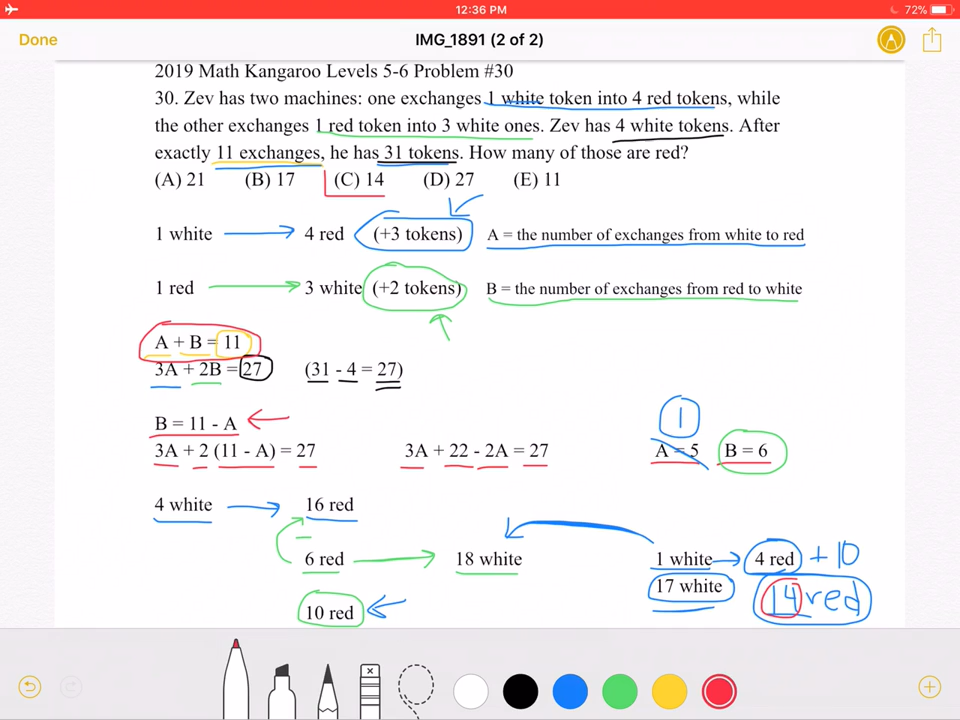 12:36 PM
72%
Done
IMG_1891 (2 of 2)
2019 Math Kangaroo Levels 5-6 Problem #30
30. Zev has two machines: one exchanges 1 white token into 4 red tokens, while
the other exchanges 1 red token into 3 white ones. Zev has 4 white tokens. After
exactly 11 exchanges, he has 31 tokens. How many of those are red?
(A) 21 (B) 17 (C) 14 (D) 27 (E) 11
1 white 4 red (+3 tokens) A = the number of exchanges from white to red
1 red 3 white (+2 tokens) B = the number of exchanges from red to white
A + B = 11
3A + 2B = 27 (31 - 4 = 27)
B = 11 - A
1
3A + 2 (11 - A) = 27 3A + 22 - 2A = 27 A = 5 B = 6
4 white 16 red
6 red 18 white 1 white 4 red + 10
17 white 14 red
10 red